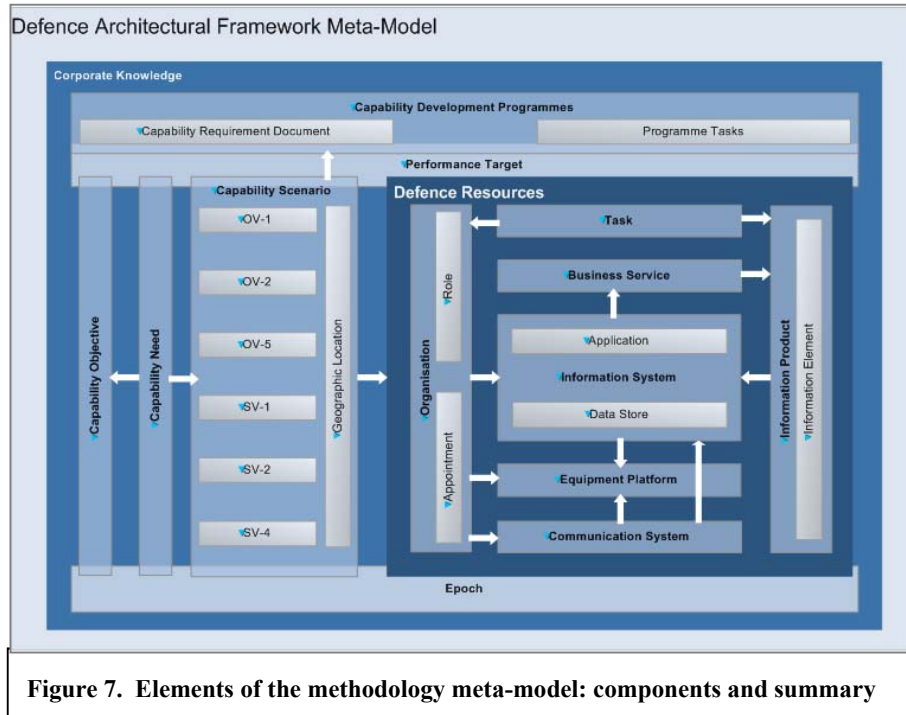 Defence Architectural Framework Meta-Model
Corporate Knowledge
Capability Development Programmes
Capability Requirement Document
Programme Tasks
Performance Target
Capability Objective
Capability Need
Capability Scenario
OV-1
OV-2
OV-5
SV-1
SV-2
SV-4
Geographic Location
Defence Resources
Organisation
Role
Appointment
Task
Business Service
Application
Information System
Data Store
Equipment Platform
Communication System
Information Product
Information Element
Epoch
Figure 7. Elements of the methodology meta-model: components and summary